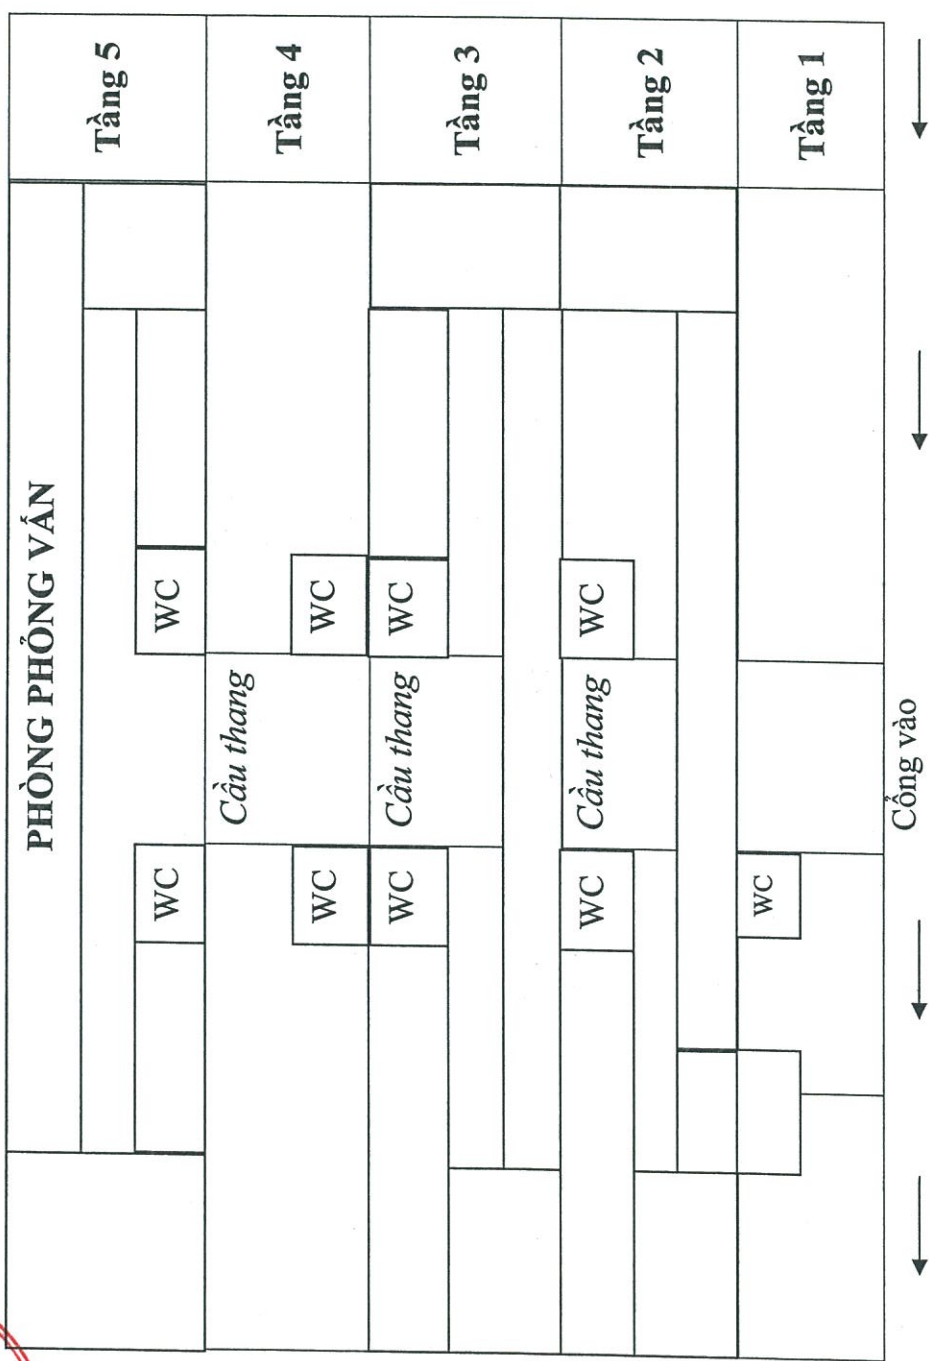 PHÒNG PHỎNG VẤN
Tầng 5
WC WC
Cầu thang
Tầng 4
WC WC
WC Cầu thang WC
Tầng 3
WC Cầu thang WC
Tầng 2
WC
Tầng 1
Cổng vào